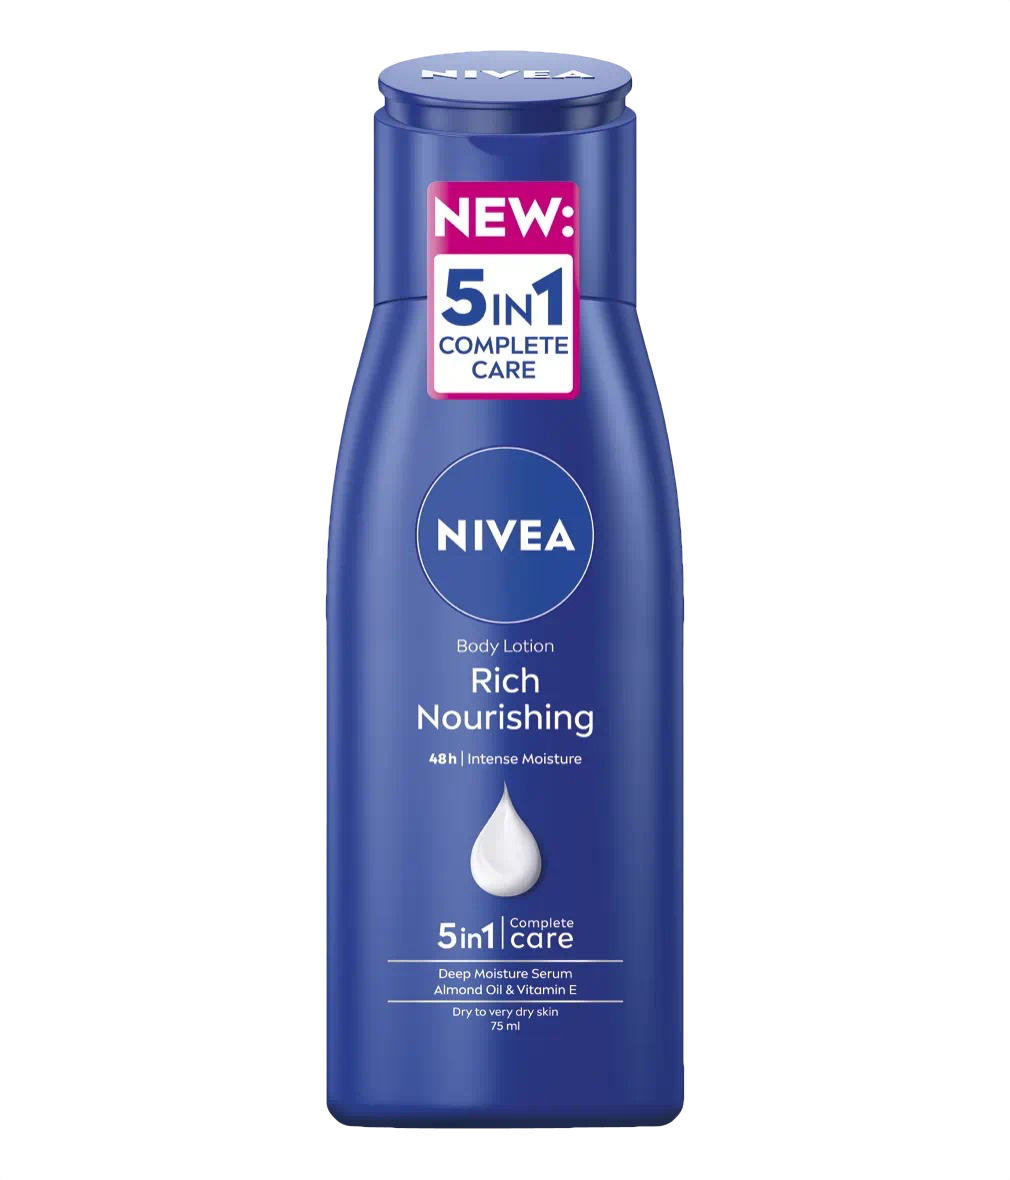 NIVEA
NEW:
5IN1
COMPLETE
CARE
NIVEA
Body Lotion
Rich
Nourishing
48h | Intense Moisture
5in1 | Complete care
Deep Moisture Serum
Almond Oil & Vitamin E
Dry to very dry skin
75 ml